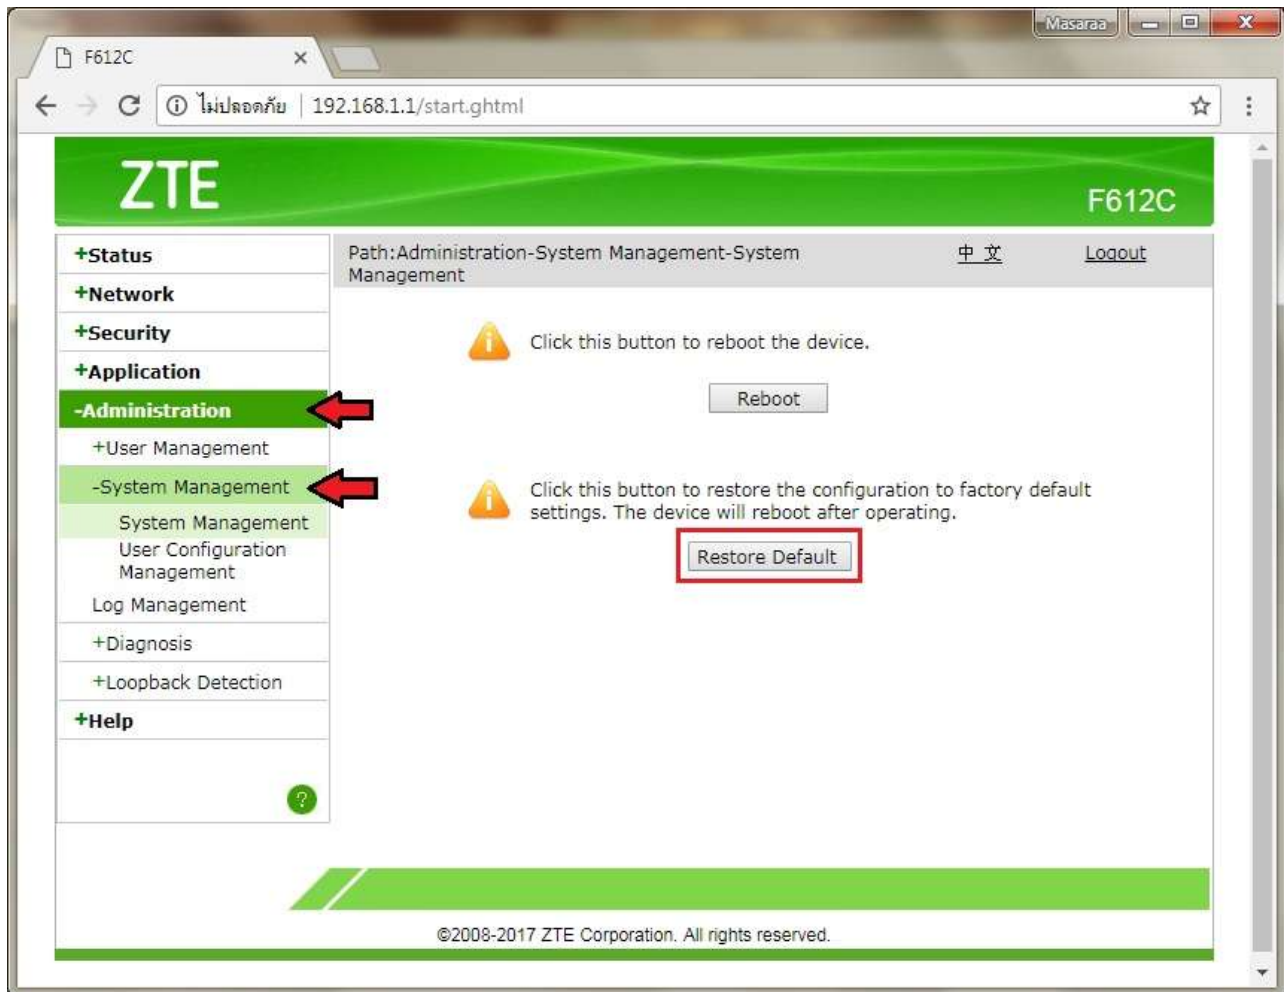 Masaraa
F612C
ไม่ปลอดภัย | 192.168.1.1/start.ghtml
ZTE
F612C
+Status
+Network
+Security
+Application
-Administration
+User Management
-System Management
System Management
User Configuration
Management
Log Management
+Diagnosis
+Loopback Detection
+Help
?
Path:Administration-System Management-System
Management
中文
Logout
Click this button to reboot the device.
Reboot
Click this button to restore the configuration to factory default
settings. The device will reboot after operating.
Restore Default
©2008-2017 ZTE Corporation. All rights reserved.